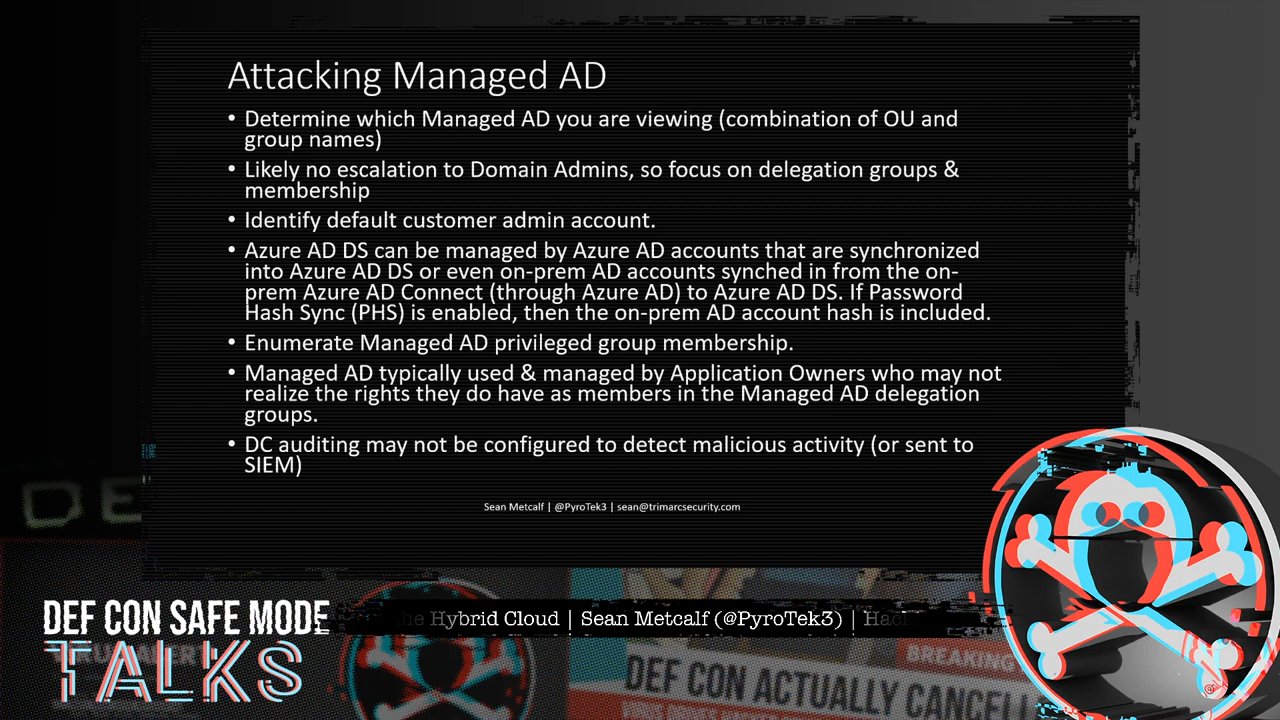 Attacking Managed AD
• Determine which Managed AD you are viewing (combination of OU and
group names)
• Likely no escalation to Domain Admins, so focus on delegation groups &
membership
• Identify default customer admin account.
• Azure AD DS can be managed by Azure AD accounts that are synchronized
into Azure AD DS or even on-prem AD accounts synched in from the on-
prem Azure AD Connect (through Azure AD) to Azure AD DS. If Password
Hash Sync (PHS) is enabled, then the on-prem AD account hash is included.
• Enumerate Managed AD privileged group membership.
• Managed AD typically used & managed by Application Owners who may not
realize the rights they do have as members in the Managed AD delegation
groups.
• DC auditing may not be configured to detect malicious activity (or sent to
SIEM)
Sean Metcalf | @PyroTek3 | sean@trimarcsecurity.com
DE
DEF CON SAFE MODE
TALKS
he Hybrid Cloud | Sean Metcalf (@PyroTek3) | Hac
BREAKING
DEF CON ACTUALLY CANCELL